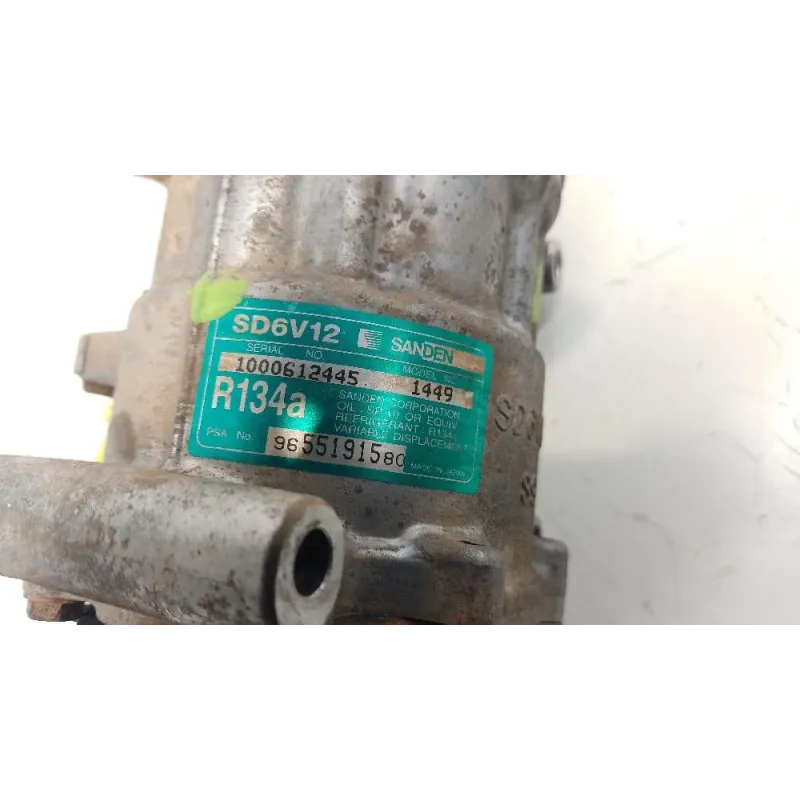 SD6V12 SANDEN
SERIAL NO. MODEL NO.
1000612445 1449
R134a
SANDEN CORPORATION
OIL : SP-10 OR EQUIV
REFRIGERANT : R134a
VARIABLE DISPLACEMENT
PSA No. 9655191580
MADE IN JAPAN